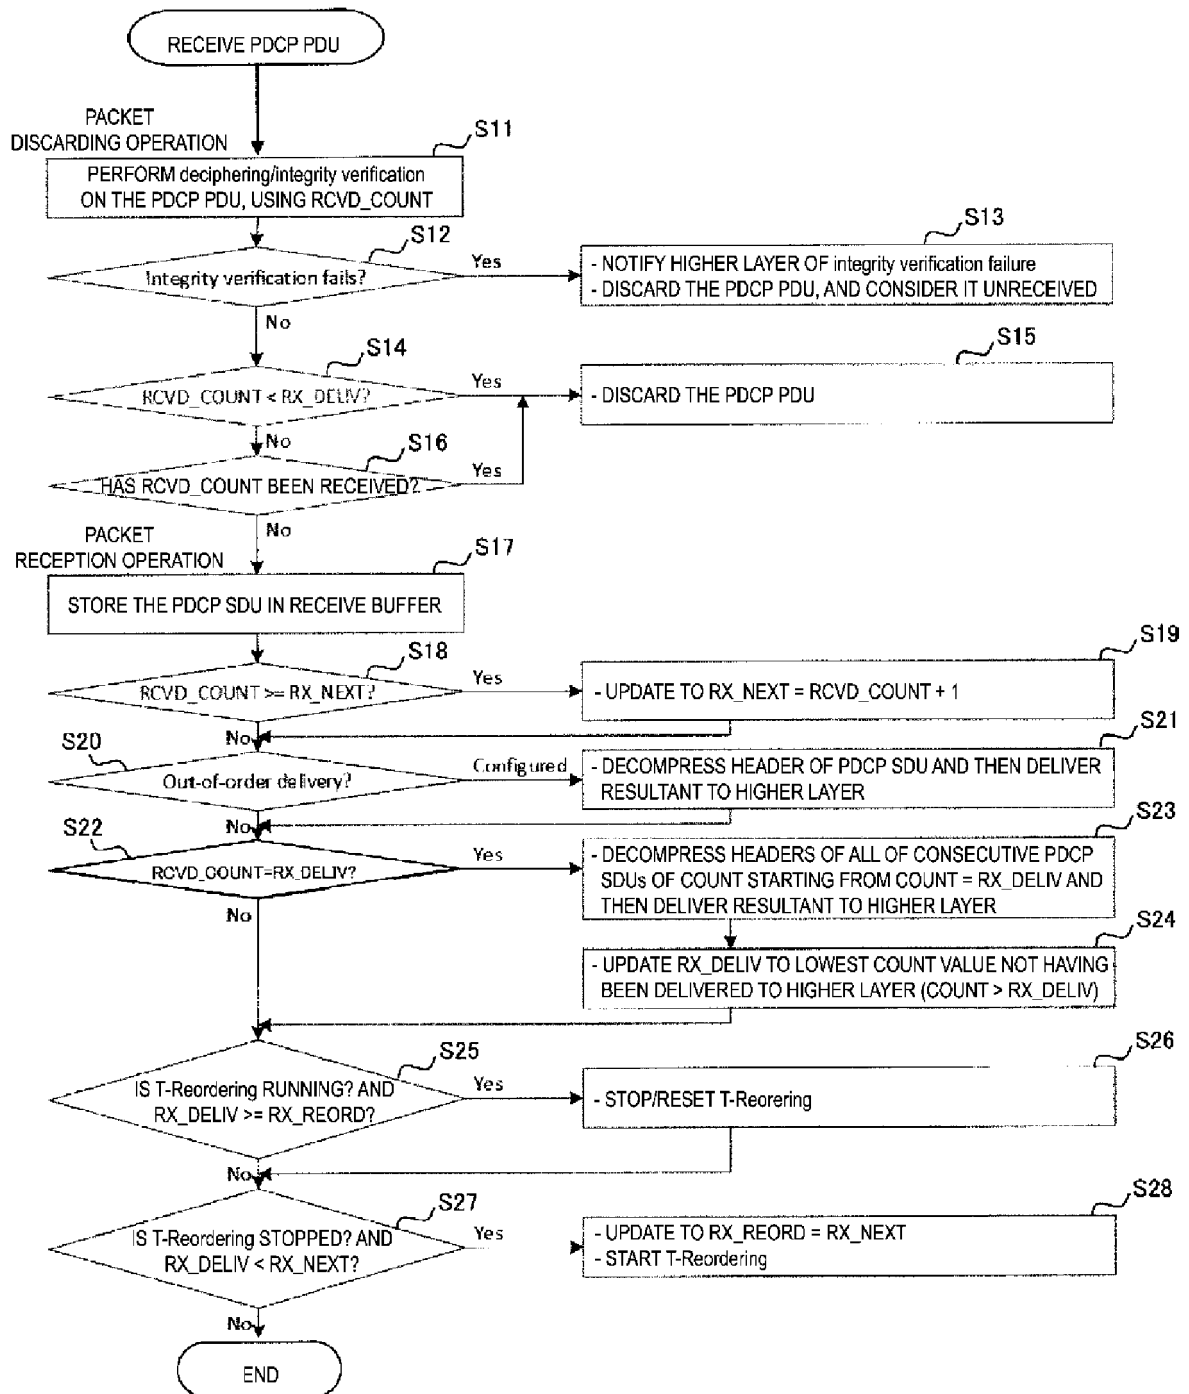 RECEIVE PDCP PDU
PACKET
DISCARDING OPERATION
S11
PERFORM deciphering/integrity verification
ON THE PDCP PDU, USING RCVD_COUNT
S12
Integrity verification fails?
Yes
S13
- NOTIFY HIGHER LAYER OF integrity verification failure
- DISCARD THE PDCP PDU, AND CONSIDER IT UNRECEIVED
No
S14
RCVD_COUNT < RX_DELIV?
Yes
S15
- DISCARD THE PDCP PDU
No
S16
HAS RCVD_COUNT BEEN RECEIVED?
Yes
No
PACKET
RECEPTION OPERATION
S17
STORE THE PDCP SDU IN RECEIVE BUFFER
S18
RCVD_COUNT >= RX_NEXT?
Yes
S19
- UPDATE TO RX_NEXT = RCVD_COUNT + 1
No
S20
Out-of-order delivery?
Configured
S21
- DECOMPRESS HEADER OF PDCP SDU AND THEN DELIVER
RESULTANT TO HIGHER LAYER
No
S22
RCVD_COUNT=RX_DELIV?
Yes
S23
- DECOMPRESS HEADERS OF ALL OF CONSECUTIVE PDCP
SDUs OF COUNT STARTING FROM COUNT = RX_DELIV AND
THEN DELIVER RESULTANT TO HIGHER LAYER
No
S24
- UPDATE RX_DELIV TO LOWEST COUNT VALUE NOT HAVING
BEEN DELIVERED TO HIGHER LAYER (COUNT > RX_DELIV)
S25
IS T-Reordering RUNNING? AND
RX_DELIV >= RX_REORD?
Yes
S26
- STOP/RESET T-Reorering
No
S27
IS T-Reordering STOPPED? AND
RX_DELIV < RX_NEXT?
Yes
S28
- UPDATE TO RX_REORD = RX_NEXT
- START T-Reordering
No
END